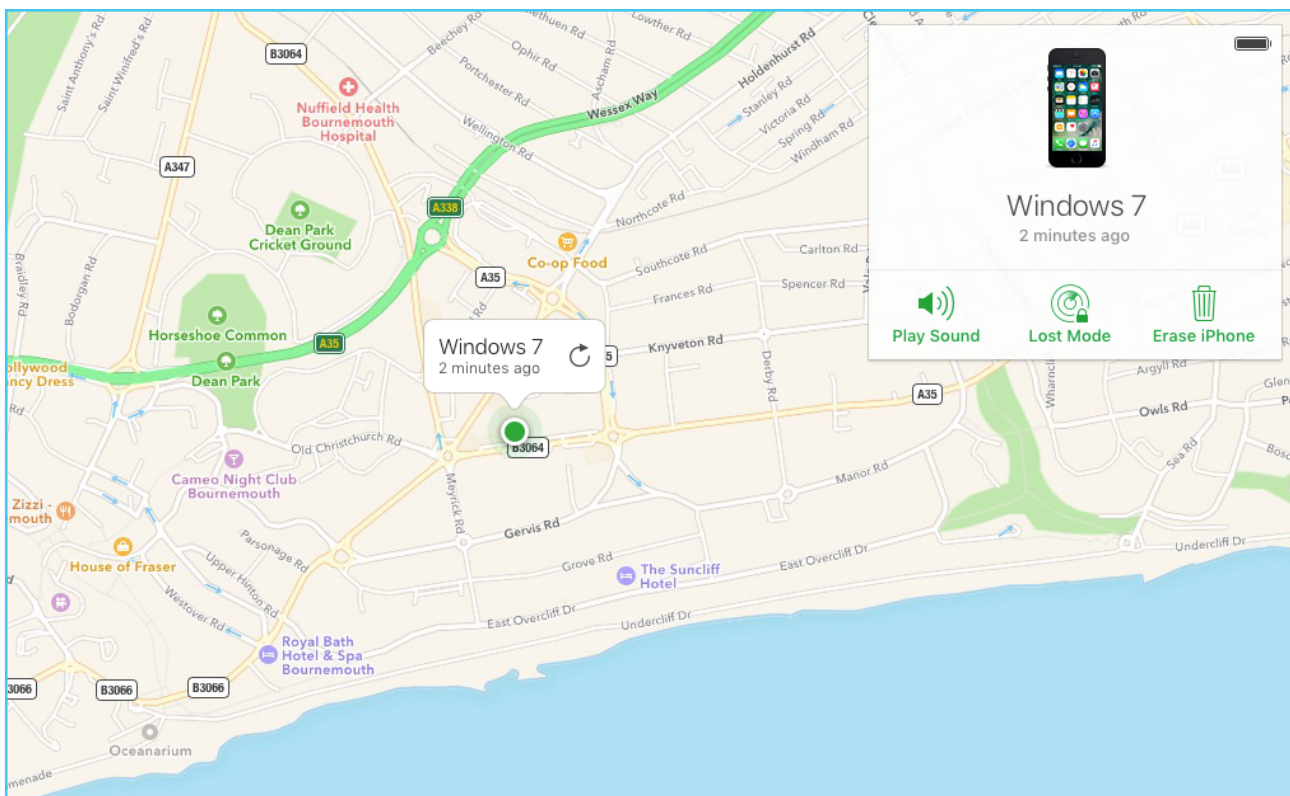 Saint Anthony's Rd
Saint Winifred's Rd
B3064
Beechey Rd
Lowther Rd
Ophir Rd
Portchester Rd
Ascham Rd
Holdenhurst Rd
Stanley Rd
Victoria Rd
Spring Rd
Windham Rd
Nuffield Health
Bournemouth
Hospital
Wellington Rd
Wessex Way
A347
Northcote Rd
Windows 7
2 minutes ago
Play Sound
Lost Mode
Erase iPhone
A338
Dean Park
Cricket Ground
Co-op Food
A35
Southcote Rd
Carlton Rd
Frances Rd
Spencer Rd
Braidley Rd
Bodorgan Rd
Horseshoe Common
A35
Dean Park
Windows 7
2 minutes ago
Knyveton Rd
Derby Rd
Argyll Rd
A35
Owls Rd
Sea Rd
B3064
Old Christchurch Rd
Cameo Night Club
Bournemouth
Meyrick Rd
Manor Rd
Zizzi -
mouth
Gervis Rd
Parsonage Rd
House of Fraser
Upper Hinton Rd
Westover Rd
Grove Rd
The Suncliff
Hotel
East Overcliff Dr
Undercliff Dr
East Overcliff Dr
Undercliff Dr
Royal Bath
Hotel & Spa
Bournemouth
3066
B3066
B3066
Oceanarium
menade